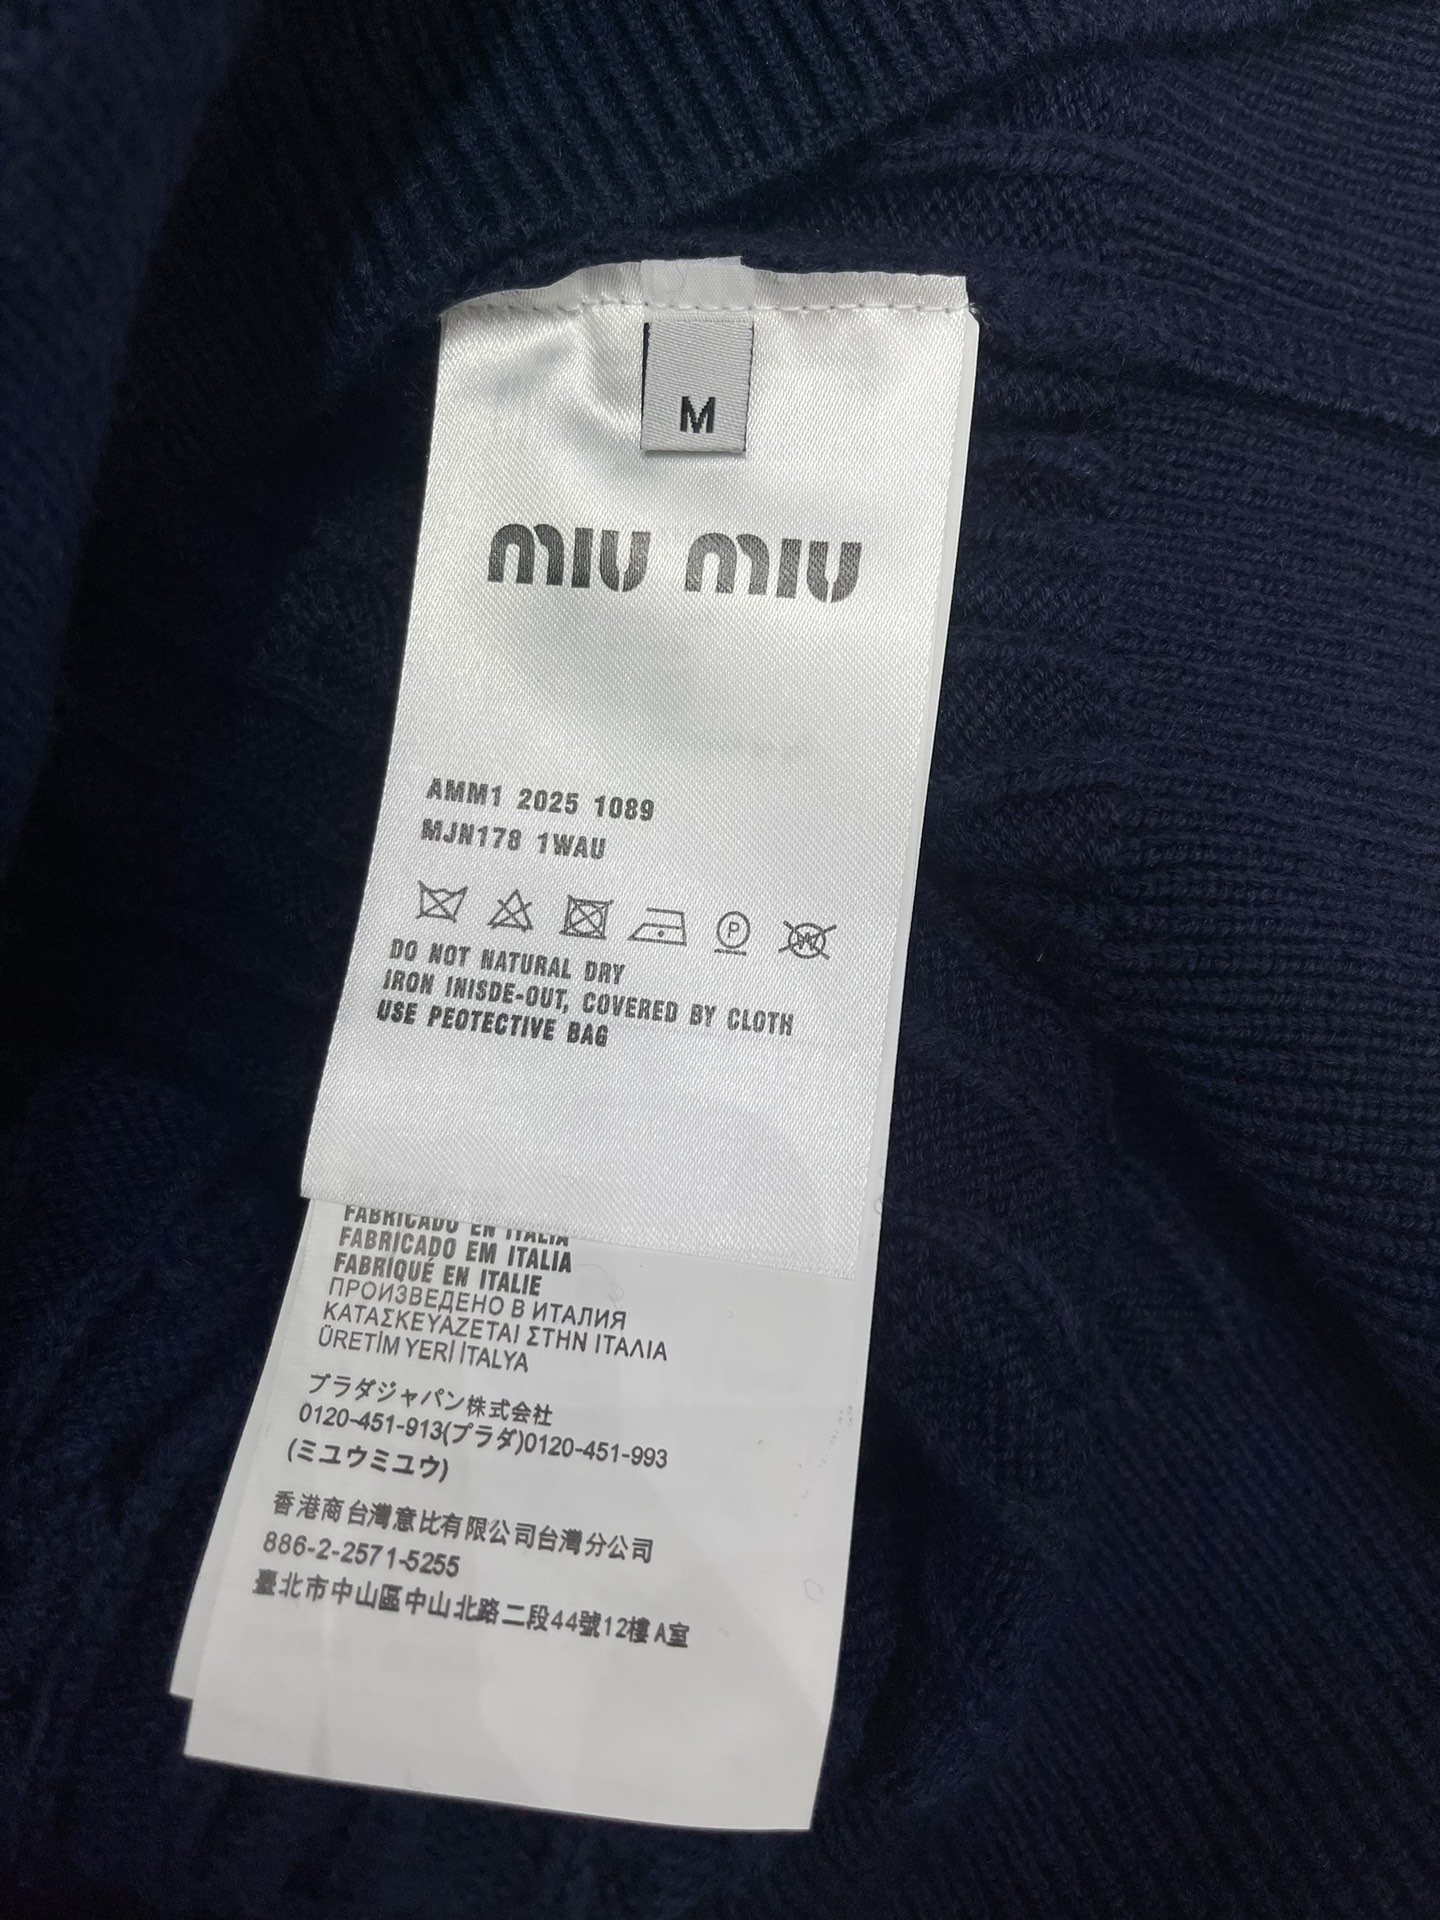 M
miu miu
AMM1 2025 1089
MJN178 1WAU
P
W
DO NOT NATURAL DRY
IRON INISDE-OUT, COVERED BY CLOTH
USE PEOTECTIVE BAG
FABRICADO EN ITALIA
FABRICADO EM ITALIA
FABRÍQUÉ EN ITALIE
ПРОИЗВЕДЕНО В ИТАЛИЯ
ΚΑΤΑΣΚΕΥΑΖΕΤΑΙ ΣΤΗΝ ΙΤΑΛΙΑ
ÜRETİM YERİ İTALYA
プラダジャパン株式会社
0120-451-913(プラダ)0120-451-993
(ミユウミユウ)
香港商台灣意比有限公司台灣分公司
886-2-2571-5255
臺北市中山區中山北路二段44號12樓A室